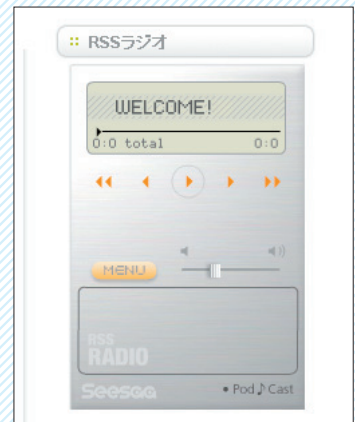 RSSラジオ
WELCOME!
0:0 total 0:0
MENU
RSS
RADIO
Seesaa
Pod♪Cast